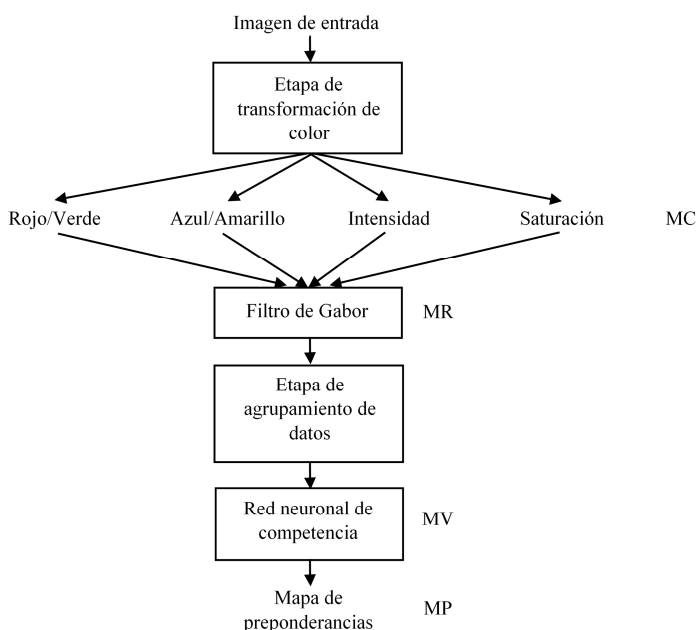 Imagen de entrada
Etapa de
transformación de
color
Rojo/Verde Azul/Amarillo Intensidad Saturación MC
Filtro de Gabor MR
Etapa de
agrupamiento de
datos
Red neuronal de
competencia MV
Mapa de
preponderancias MP